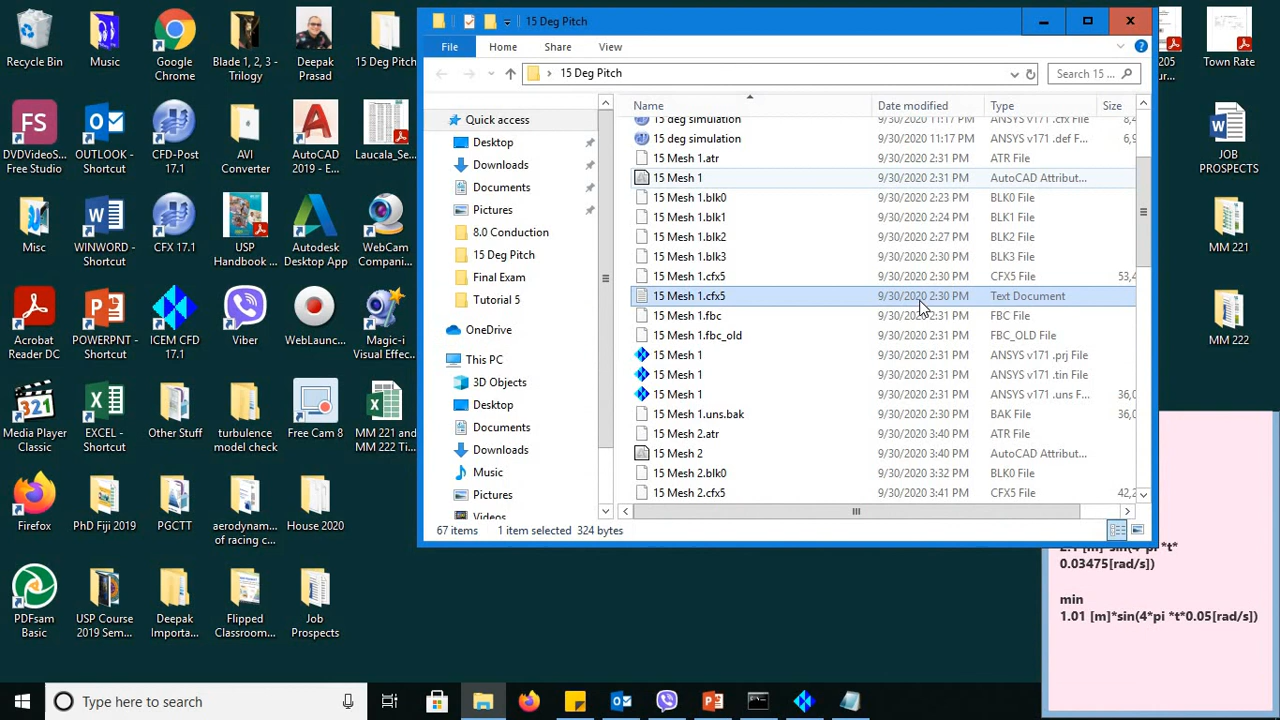 15 Deg Pitch
File
Home
Share
View
15 Deg Pitch
Search 15 ...
Quick access
Desktop
Downloads
Documents
Pictures
8.0 Conduction
15 Deg Pitch
Final Exam
Tutorial 5
OneDrive
This PC
3D Objects
Desktop
Documents
Downloads
Music
Pictures
Videos
Name Date modified Type Size
15 deg simulation 9/30/2020 11:17 PM ANSYS v171 .cfx File 8,4
15 deg simulation 9/30/2020 11:17 PM ANSYS v171 .def F... 6,9
15 Mesh 1.atr 9/30/2020 2:31 PM ATR File
15 Mesh 1 9/30/2020 2:31 PM AutoCAD Attribut...
15 Mesh 1.blk0 9/30/2020 2:23 PM BLK0 File
15 Mesh 1.blk1 9/30/2020 2:24 PM BLK1 File
15 Mesh 1.blk2 9/30/2020 2:27 PM BLK2 File
15 Mesh 1.blk3 9/30/2020 2:30 PM BLK3 File
15 Mesh 1.cfx5 9/30/2020 2:30 PM CFX5 File 53,4
15 Mesh 1.cfx5 9/30/2020 2:30 PM Text Document
15 Mesh 1.fbc 9/30/2020 2:31 PM FBC File
15 Mesh 1.fbc_old 9/30/2020 2:31 PM FBC_OLD File
15 Mesh 1 9/30/2020 2:31 PM ANSYS v171 .prj File
15 Mesh 1 9/30/2020 2:31 PM ANSYS v171 .tin File
15 Mesh 1 9/30/2020 2:31 PM ANSYS v171 .uns F... 36,0
15 Mesh 1.uns.bak 9/30/2020 2:30 PM BAK File 36,0
15 Mesh 2.atr 9/30/2020 3:40 PM ATR File
15 Mesh 2 9/30/2020 3:40 PM AutoCAD Attribut...
15 Mesh 2.blk0 9/30/2020 3:32 PM BLK0 File
15 Mesh 2.cfx5 9/30/2020 3:41 PM CFX5 File 42,2
67 items 1 item selected 324 bytes
Recycle Bin
Music
Google
Chrome
Blade 1, 2, 3 -
Trilogy
Deepak
Prasad
15 Deg Pitch
DVDVideoS...
Free Studio
OUTLOOK -
Shortcut
CFD-Post
17.1
AVI
Converter
AutoCAD
2019 - E...
Laucala_Se...
Misc
WINWORD -
Shortcut
CFX 17.1
USP
Handbook ...
Autodesk
Desktop App
WebCam
Compani...
Acrobat
Reader DC
POWERPNT -
Shortcut
ICEM CFD
17.1
Viber
WebLaunc...
Magic-i
Visual Effec...
Media Player
Classic
EXCEL -
Shortcut
Other Stuff
turbulence
model check
Free Cam 8
MM 221 and
MM 222 Ti...
Firefox
PhD Fiji 2019
PGCTT
aerodynam...
of racing c...
House 2020
PDFsam
Basic
USP Course
2019 Sem...
Deepak
Importa...
Flipped
Classroom...
Job
Prospects
205
ur...
Town Rate
JOB
PROSPECTS
MM 221
MM 222
0.03475[rad/s])
min
1.01 [m]*sin(4*pi *t*0.05[rad/s])
Type here to search